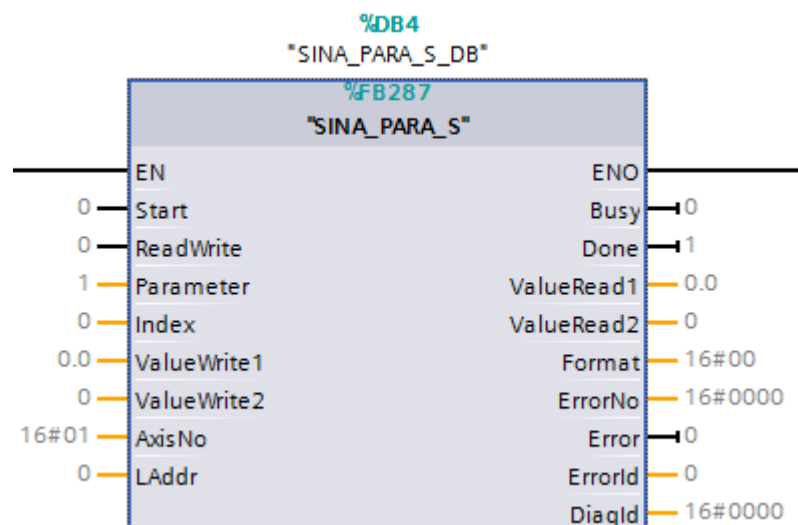 %DB4
"SINA_PARA_S_DB"
%FB287
"SINA_PARA_S"
EN ENO
0 Start Busy 0
0 ReadWrite Done 1
1 Parameter ValueRead1 0.0
0 Index ValueRead2 0
0.0 ValueWrite1 Format 16#00
0 ValueWrite2 ErrorNo 16#0000
16#01 AxisNo Error 0
0 LAddr ErrorId 0
DiagId 16#0000